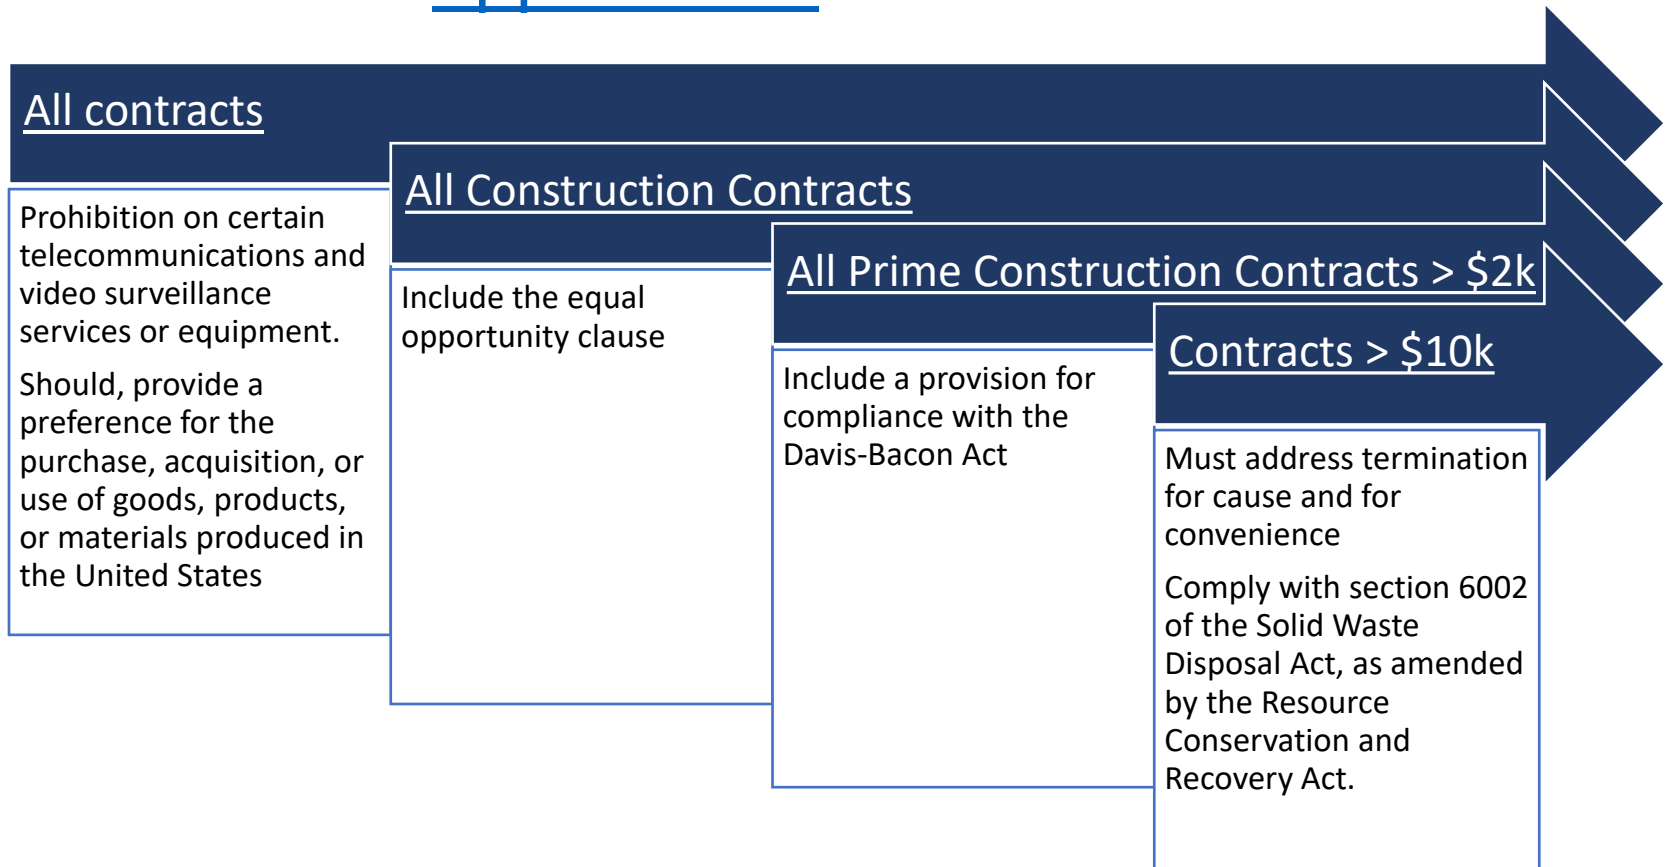 All contracts
Prohibition on certain
telecommunications and
video surveillance
services or equipment.
Should, provide a
preference for the
purchase, acquisition, or
use of goods, products,
or materials produced in
the United States
All Construction Contracts
Include the equal
opportunity clause
All Prime Construction Contracts > $2k
Include a provision for
compliance with the
Davis-Bacon Act
Contracts > $10k
Must address termination
for cause and for
convenience
Comply with section 6002
of the Solid Waste
Disposal Act, as amended
by the Resource
Conservation and
Recovery Act.